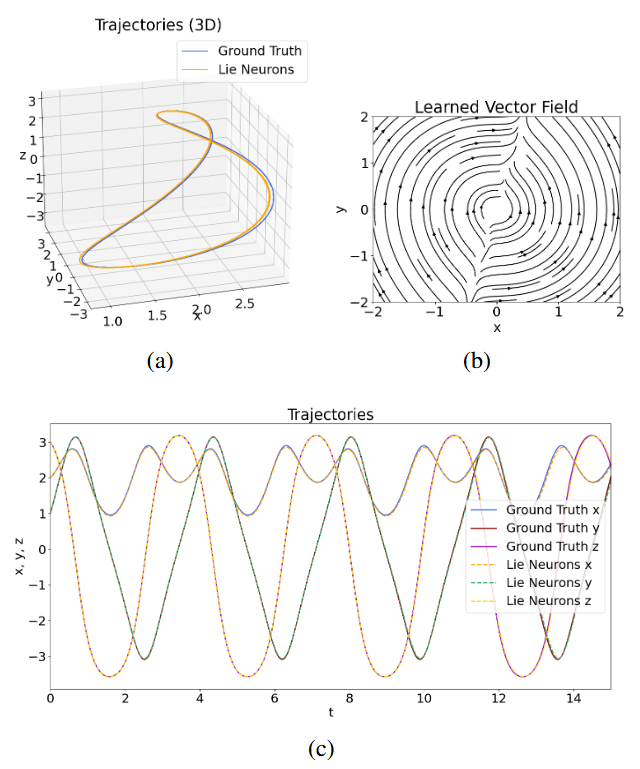 Trajectories (3D)
Ground Truth
Lie Neurons
3
2
1
z 0
−1
−2
−3
3
2
1
y 0
−1
−2
−3
1.0
1.5
2.0
2.5
x
(a)
Learned Vector Field
2
1
0
−1
−2
y
−2
−1
0
1
2
x
(b)
Trajectories
3
2
1
0
−1
−2
−3
x, y, z
Ground Truth x
Ground Truth y
Ground Truth z
Lie Neurons x
Lie Neurons y
Lie Neurons z
0
2
4
6
8
10
12
14
t
(c)